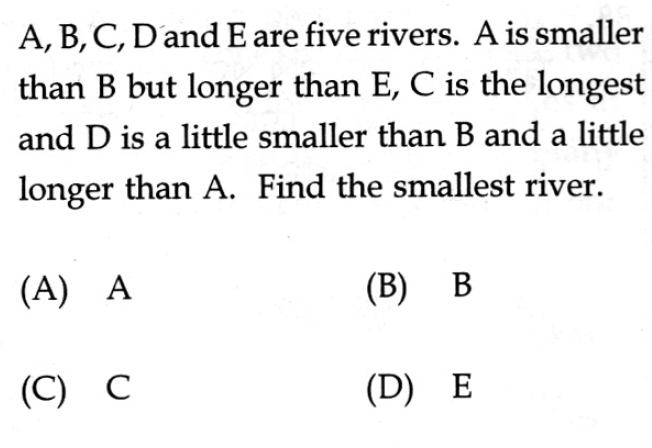 A, B, C, D and E are five rivers. A is smaller
than B but longer than E, C is the longest
and D is a little smaller than B and a little
longer than A. Find the smallest river.
(A) A (B) B
(C) C (D) E